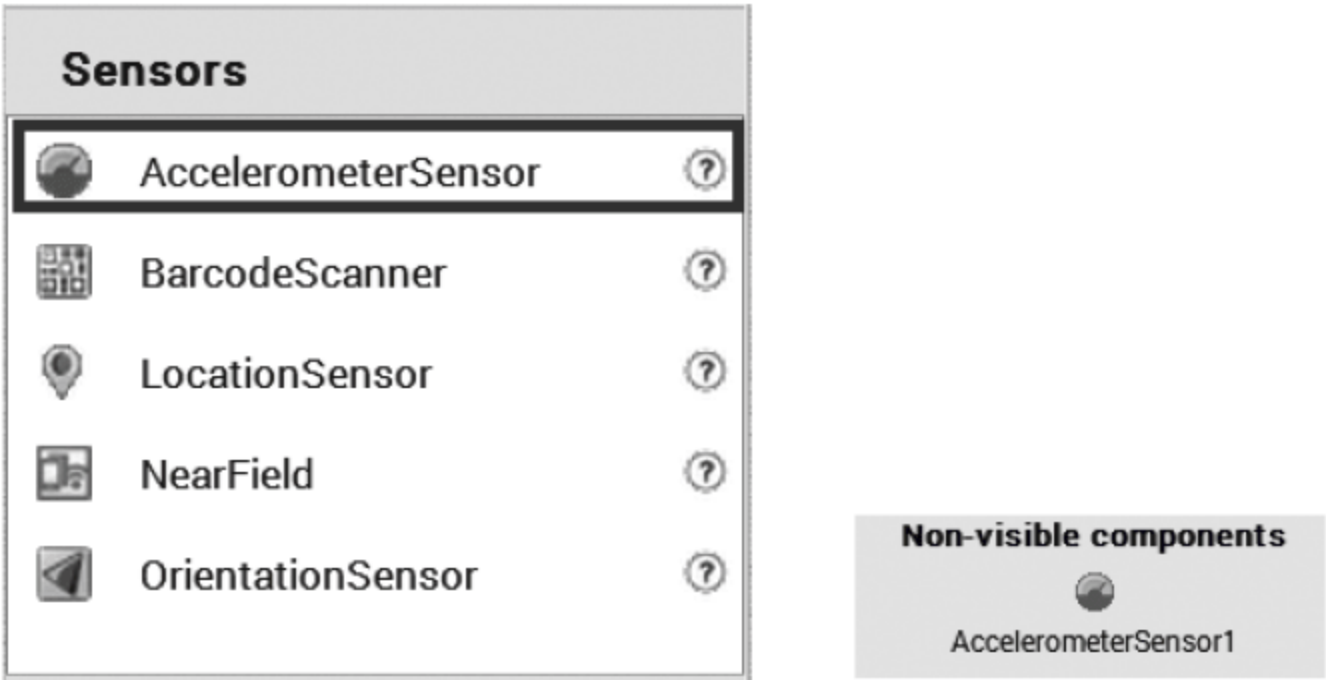 Sensors
AccelerometerSensor ?
BarcodeScanner ?
LocationSensor ?
NearField ?
OrientationSensor ?
Non-visible components
AccelerometerSensor1